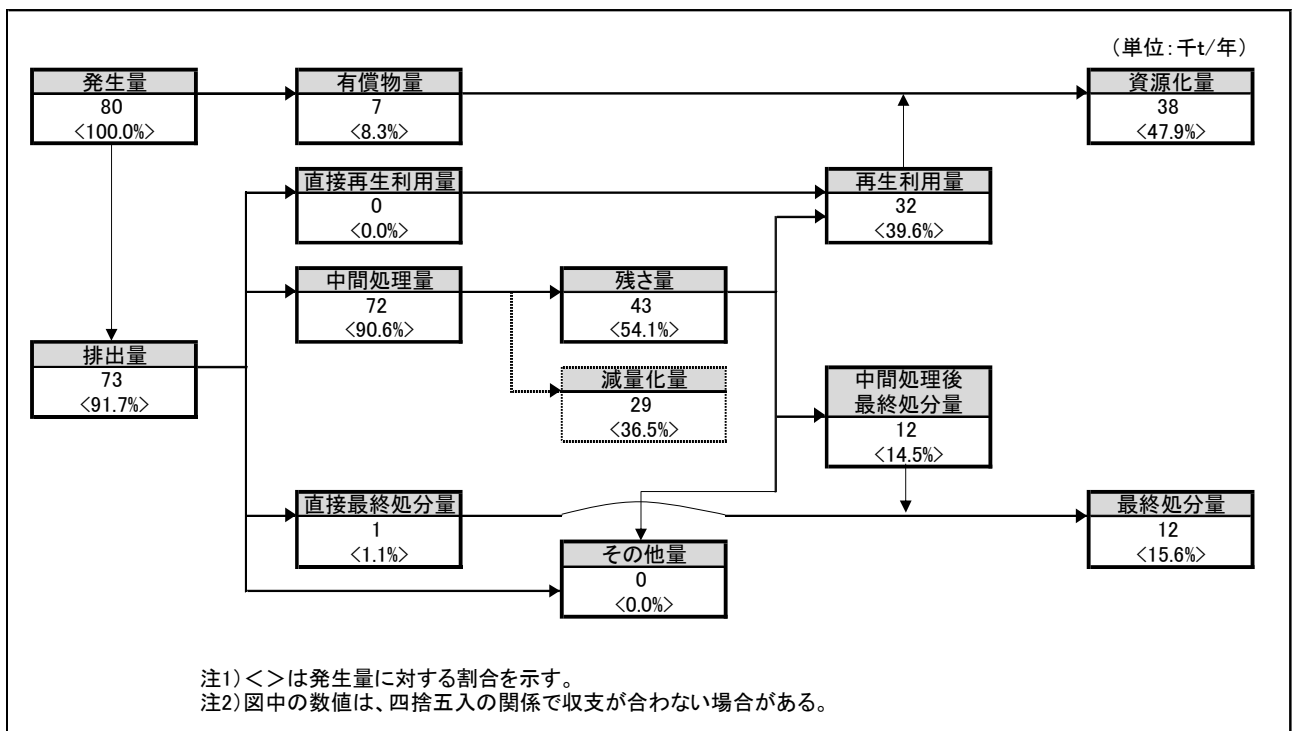 (単位:千t/年)
発生量
80
<100.0%>
有償物量
7
<8.3%>
資源化量
38
<47.9%>
直接再生利用量
0
<0.0%>
再生利用量
32
<39.6%>
中間処理量
72
<90.6%>
残さ量
43
<54.1%>
排出量
73
<91.7%>
減量化量
29
<36.5%>
中間処理後
最終処分量
12
<14.5%>
直接最終処分量
1
<1.1%>
最終処分量
12
<15.6%>
その他量
0
<0.0%>
注1)<>は発生量に対する割合を示す。
注2)図中の数値は、四捨五入の関係で収支が合わない場合がある。